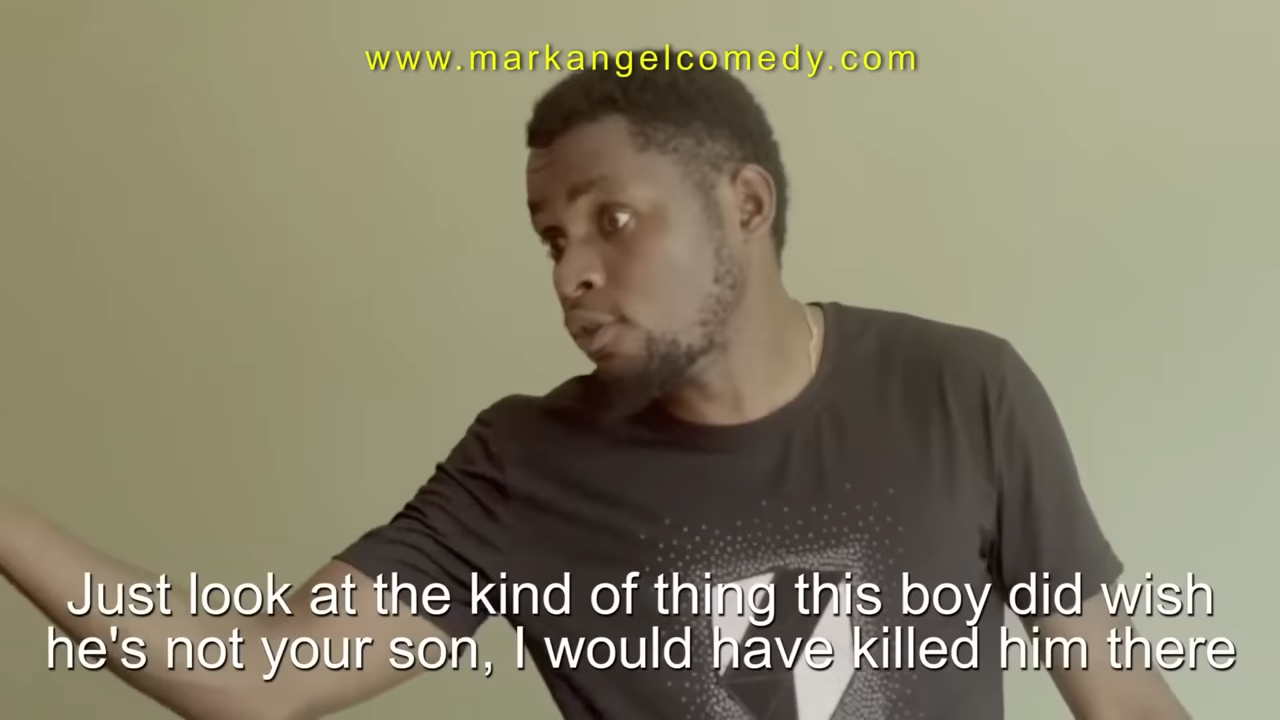 www.markangelcomedy.com
Just look at the kind of thing this boy did wish
he's not your son, I would have killed him there